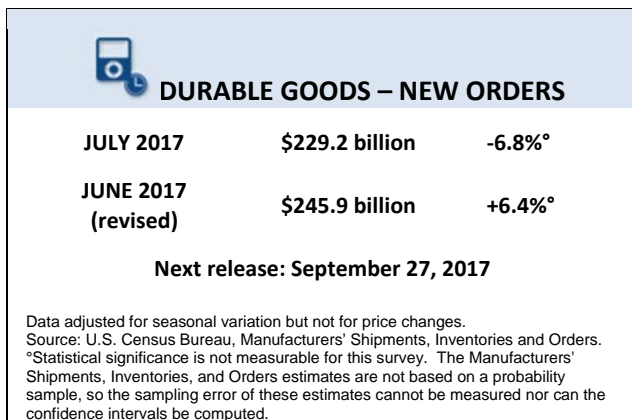 DURABLE GOODS – NEW ORDERS
JULY 2017 $229.2 billion -6.8%°
JUNE 2017
(revised) $245.9 billion +6.4%°
Next release: September 27, 2017
Data adjusted for seasonal variation but not for price changes.
Source: U.S. Census Bureau, Manufacturers’ Shipments, Inventories and Orders.
°Statistical significance is not measurable for this survey. The Manufacturers’
Shipments, Inventories, and Orders estimates are not based on a probability
sample, so the sampling error of these estimates cannot be measured nor can the
confidence intervals be computed.